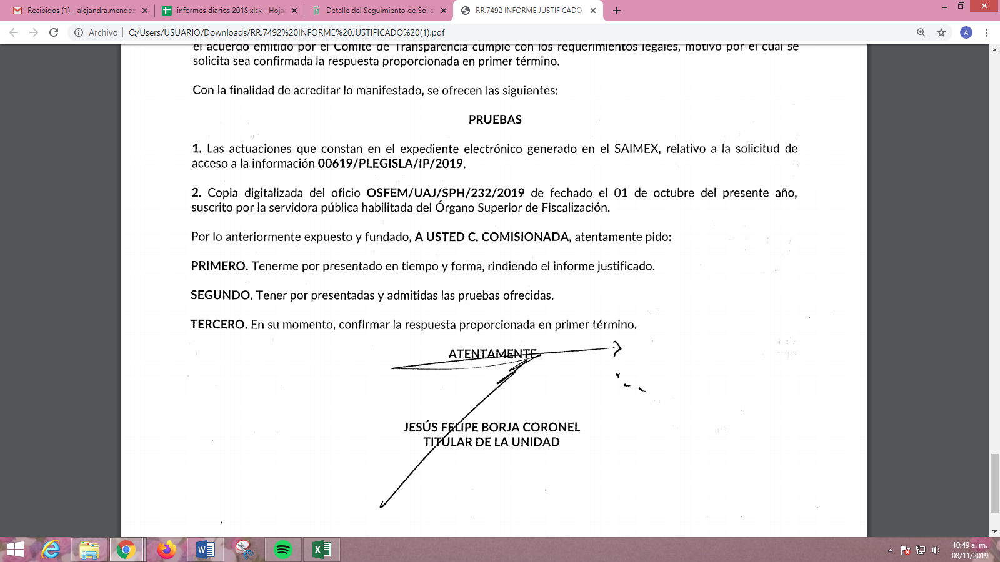 Recibidos (1) - alejandra.mendoz
informes diarios 2018.xlsx - Hoja
Detalle del Seguimiento de Solici
RR.7492 INFORME JUSTIFICADO
Archivo
C:/Users/USUARIO/Downloads/RR.7492%20INFORME%20JUSTIFICADO%20(1).pdf
A
el acuerdo emitido por el Comité de Transparencia cumple con los requerimientos legales, motivo por el cual se
solicita sea confirmada la respuesta proporcionada en primer término.
Con la finalidad de acreditar lo manifestado, se ofrecen las siguientes:
PRUEBAS
1. Las actuaciones que constan en el expediente electrónico generado en el SAIMEX, relativo a la solicitud de
acceso a la información 00619/PLEGISLA/IP/2019.
2. Copia digitalizada del oficio OSFEM/UAJ/SPH/232/2019 de fechado el 01 de octubre del presente año,
suscrito por la servidora pública habilitada del Órgano Superior de Fiscalización.
Por lo anteriormente expuesto y fundado, A USTED C. COMISIONADA, atentamente pido:
PRIMERO. Tenerme por presentado en tiempo y forma, rindiendo el informe justificado.
SEGUNDO. Tener por presentadas y admitidas las pruebas ofrecidas.
TERCERO. En su momento, confirmar la respuesta proporcionada en primer término.
ATENTAMENTE
JESÚS FELIPE BORJA CORONEL
TITULAR DE LA UNIDAD
10:49 a. m.
08/11/2019